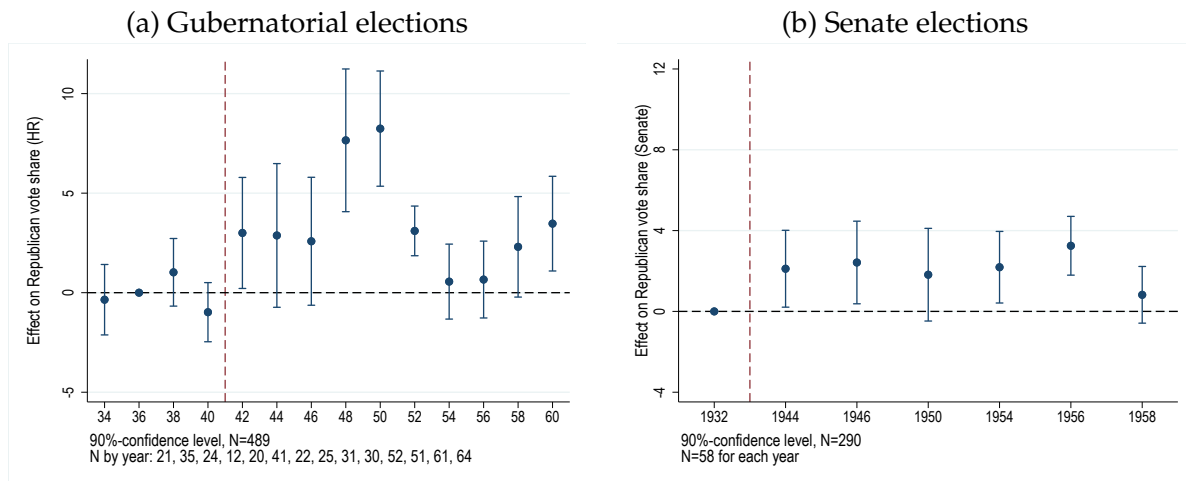 (a) Gubernatorial elections
Effect on Republican vote share (HR)
10
5
0
-5
34 36 38 40 42 44 46 48 50 52 54 56 58 60
90%-confidence level, N=489
N by year: 21, 35, 24, 12, 20, 41, 22, 25, 31, 30, 52, 51, 61, 64
(b) Senate elections
Effect on Republican vote share (Senate)
12
8
4
0
-4
1932 1944 1946 1950 1954 1956 1958
90%-confidence level, N=290
N=58 for each year